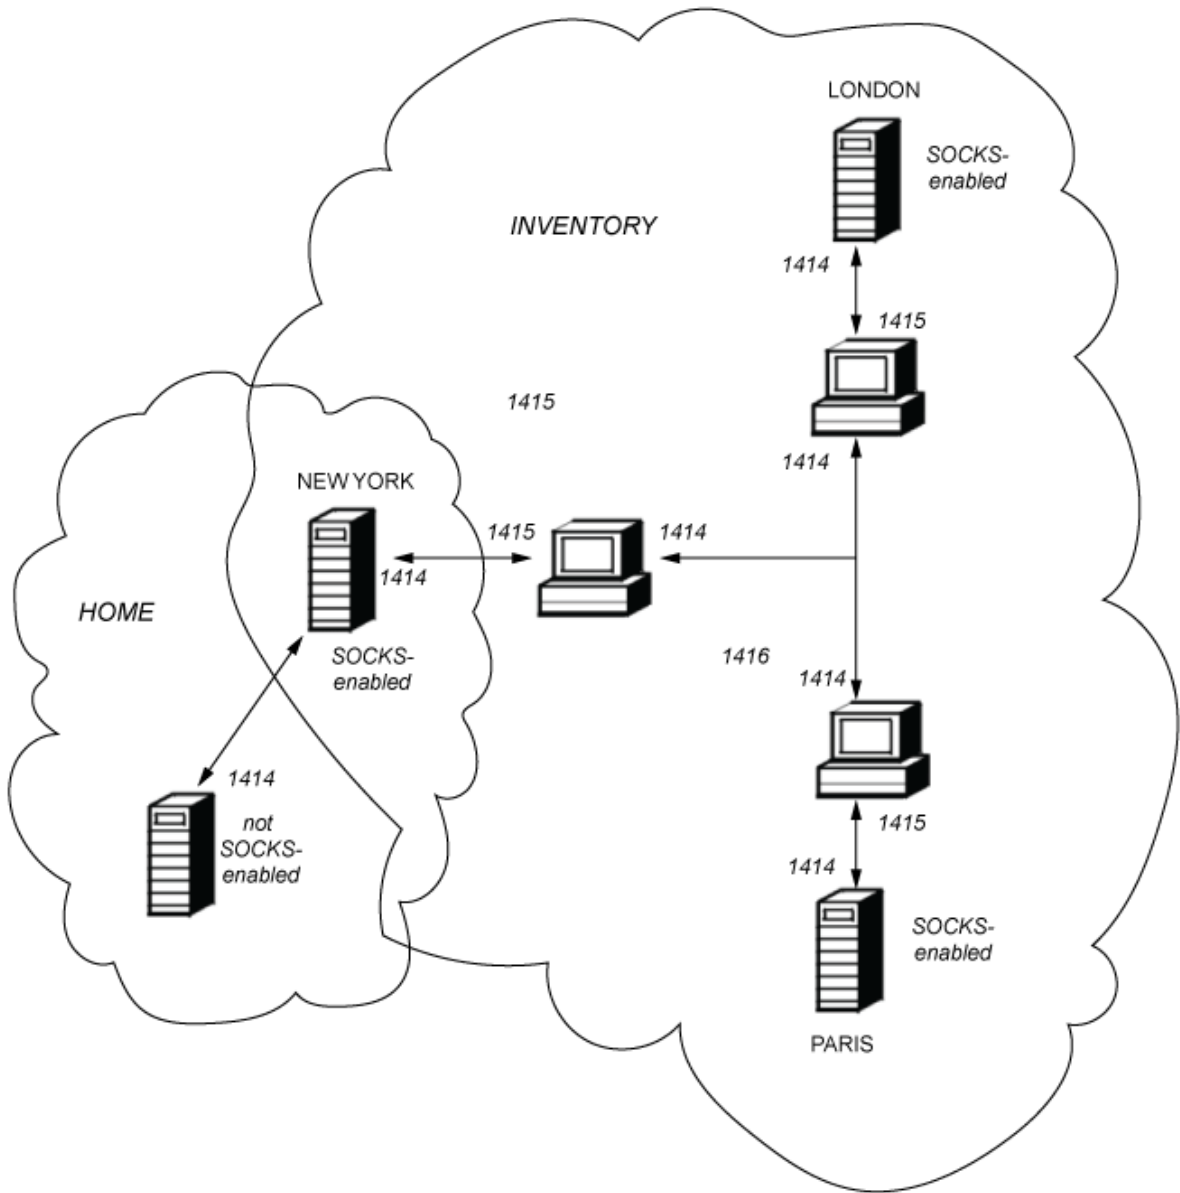 LONDON
SOCKS-
enabled
INVENTORY
1414
1415
1415
1414
NEW YORK
1415
1414
1414
HOME
SOCKS-
enabled
1416
1414
1414
not
SOCKS-
enabled
1415
1414
SOCKS-
enabled
PARIS